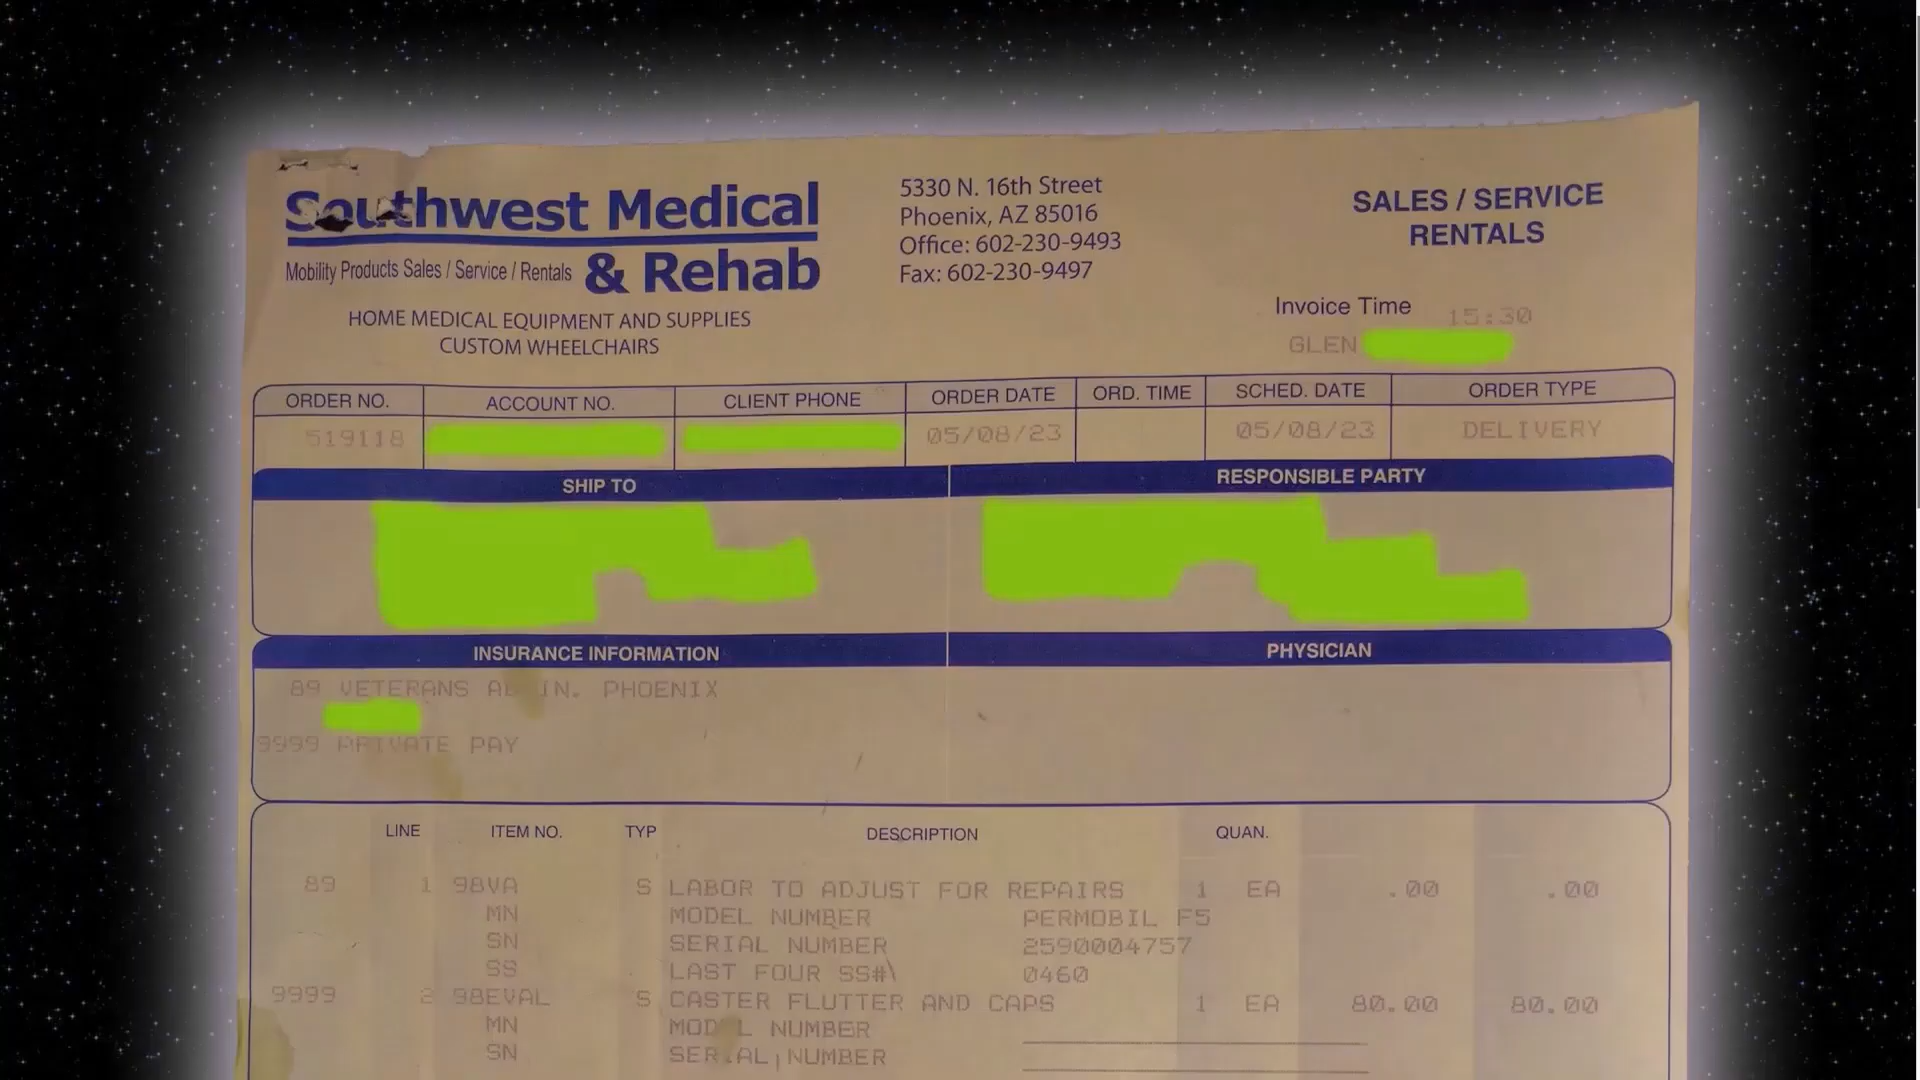 Southwest Medical
& Rehab
Mobility Products Sales / Service / Rentals
HOME MEDICAL EQUIPMENT AND SUPPLIES
CUSTOM WHEELCHAIRS
5330 N. 16th Street
Phoenix, AZ 85016
Office: 602-230-9493
Fax: 602-230-9497
SALES / SERVICE
RENTALS
Invoice Time 15:30
GLEN
ORDER NO. ACCOUNT NO. CLIENT PHONE ORDER DATE ORD. TIME SCHED. DATE ORDER TYPE
519118 05/08/23 05/08/23 DELIVERY
SHIP TO RESPONSIBLE PARTY
INSURANCE INFORMATION PHYSICIAN
89 VETERANS PHOENIX
9999 PRIVATE PAY
LINE ITEM NO. TYP DESCRIPTION QUAN.
89 1 98VA S LABOR TO ADJUST FOR REPAIRS 1 EA .00 .00
MN MODEL NUMBER PERMOBIL F5
SN SERIAL NUMBER 2590004757
SS LAST FOUR SS#\ 0460
9999 2 98EVAL S CASTER FLUTTER AND CAPS 1 EA 80.00 80.00
MN MODEL NUMBER
SN SERIAL NUMBER